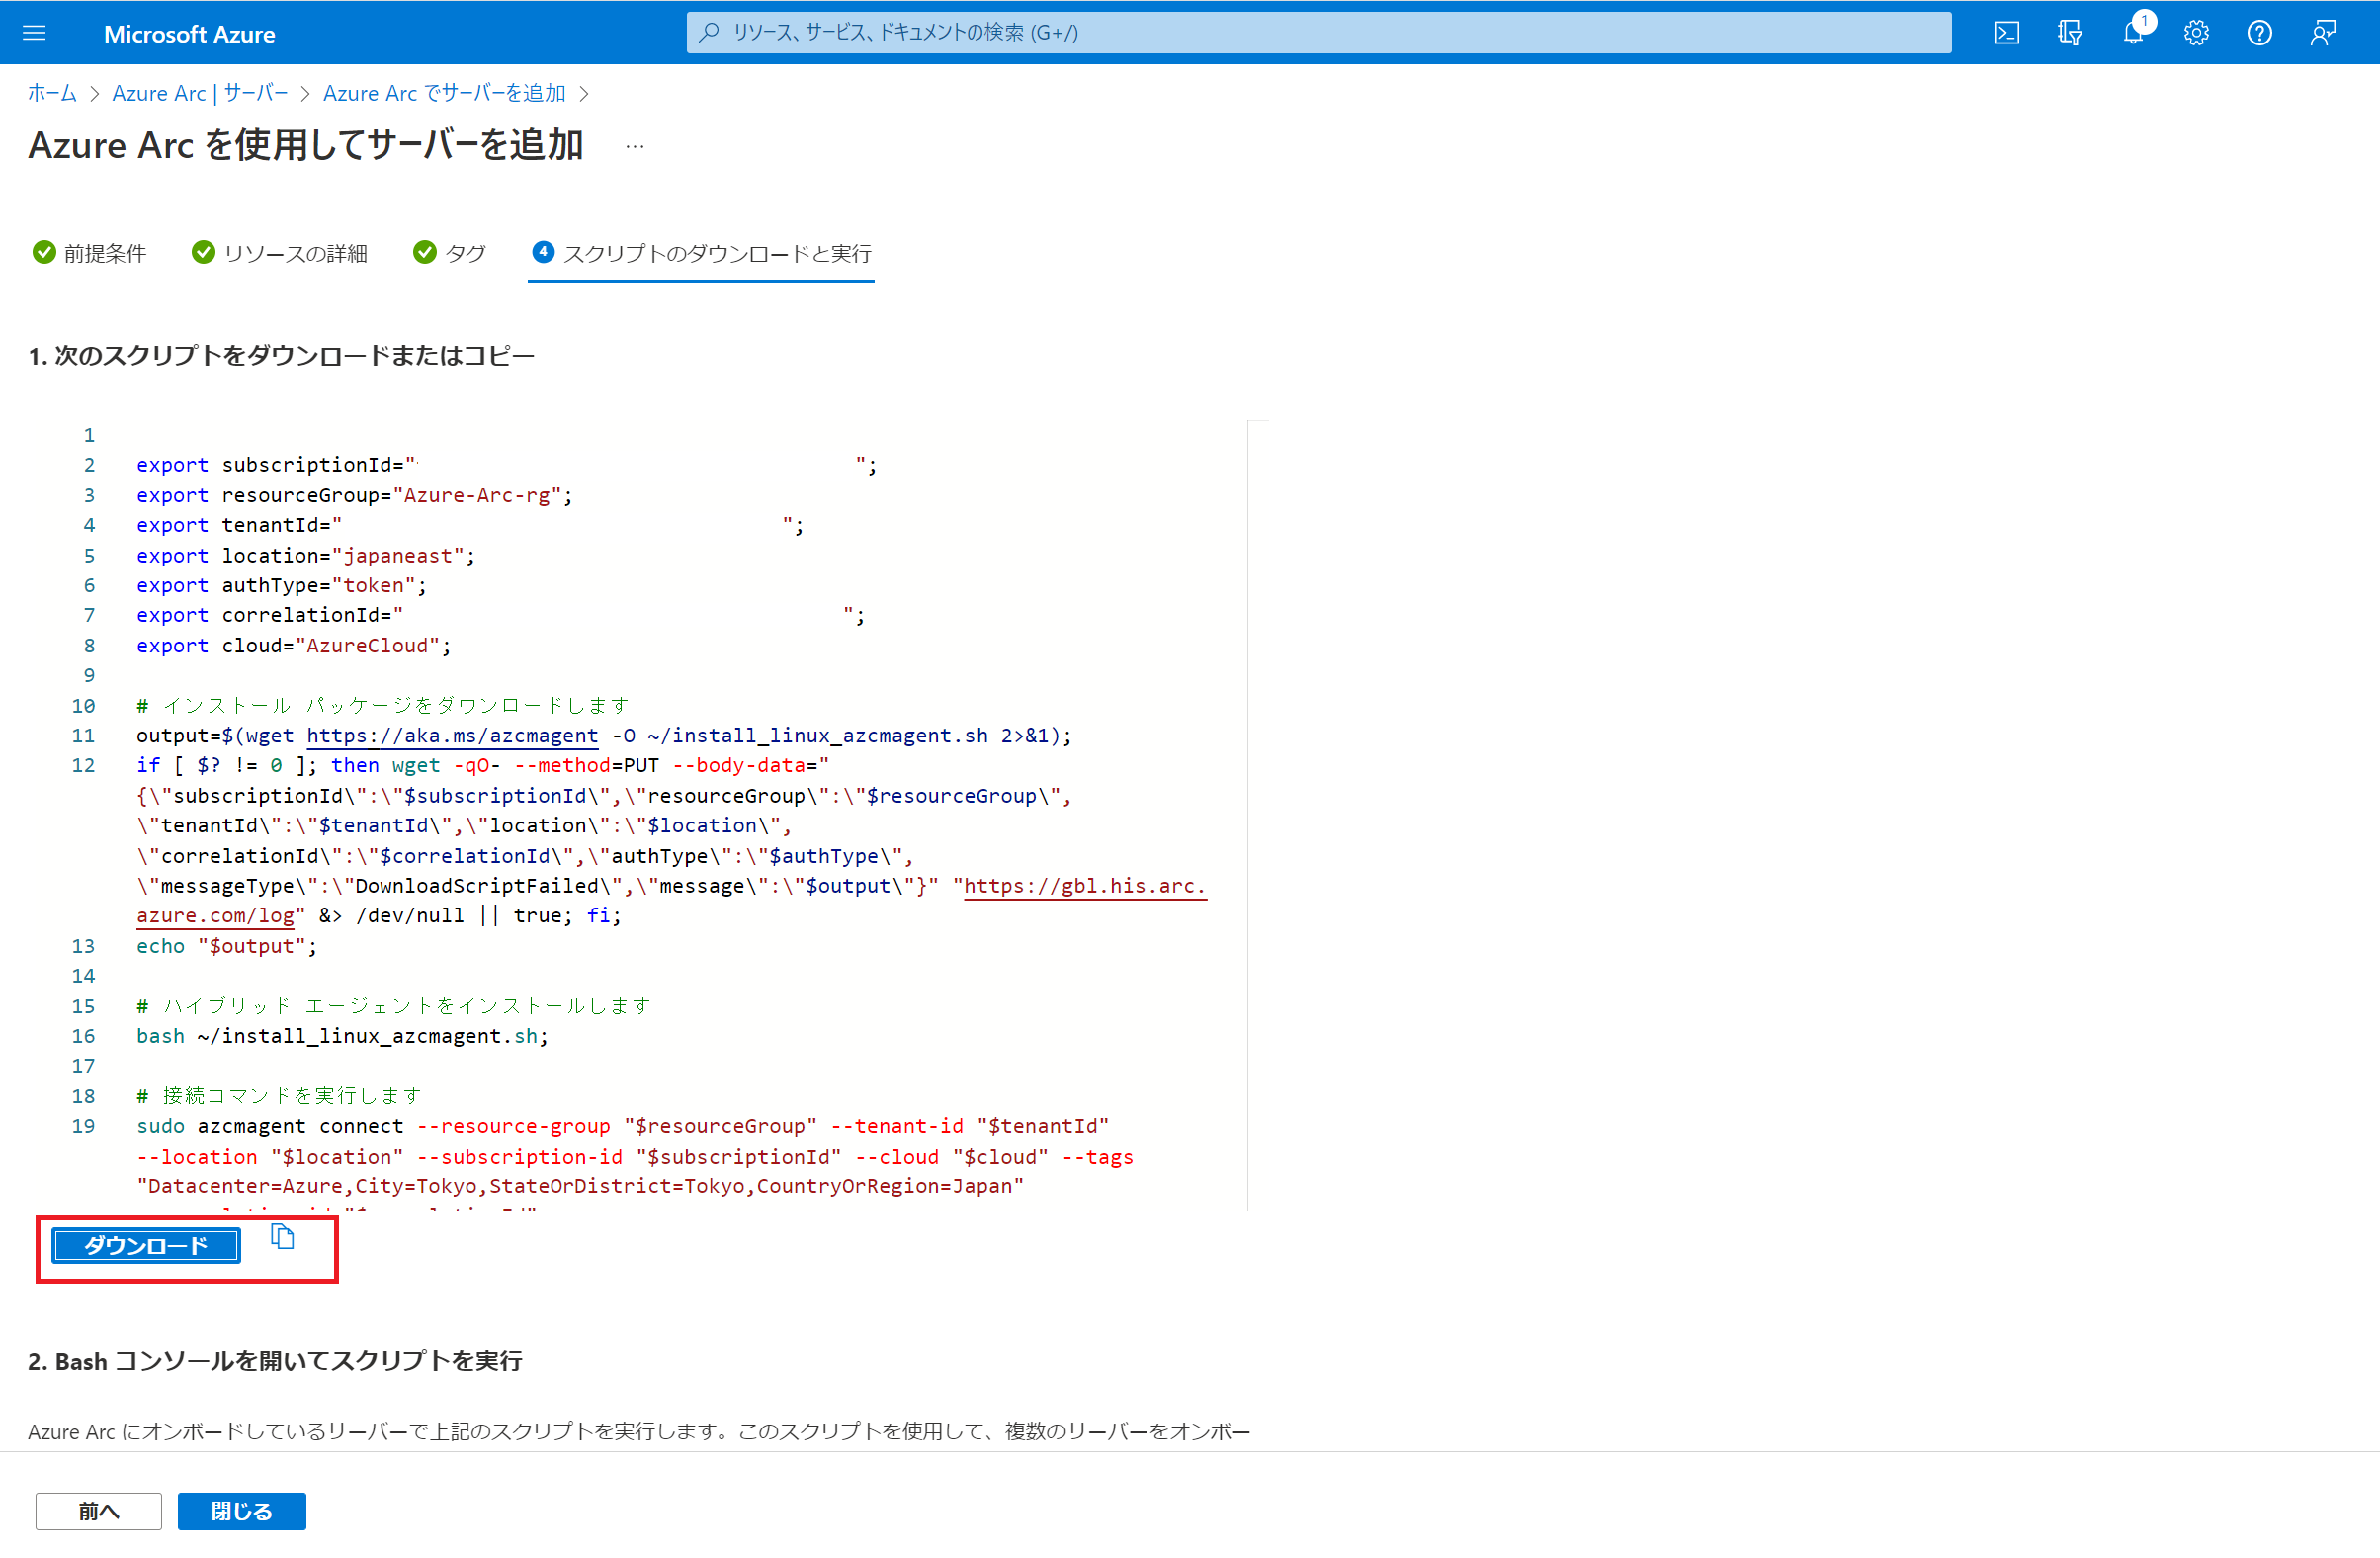 Microsoft Azure
リソース、サービス、ドキュメントの検索 (G+/)
1
ホーム > Azure Arc | サーバー > Azure Arc でサーバーを追加 >
Azure Arc を使用してサーバーを追加 …
前提条件 リソースの詳細 タグ 4 スクリプトのダウンロードと実行
1. 次のスクリプトをダウンロードまたはコピー
1
2 export subscriptionId=" ";
3 export resourceGroup="Azure-Arc-rg";
4 export tenantId=" ";
5 export location="japaneast";
6 export authType="token";
7 export correlationId=" ";
8 export cloud="AzureCloud";
9
10 # インストール パッケージをダウンロードします
11 output=$(wget https://aka.ms/azcmagent -O ~/install_linux_azcmagent.sh 2>&1);
12 if [ $? != 0 ]; then wget -qO- --method=PUT --body-data="
{\"subscriptionId\":\"$subscriptionId\",\"resourceGroup\":\"$resourceGroup\",
\"tenantId\":\"$tenantId\",\"location\":\"$location\",
\"correlationId\":\"$correlationId\",\"authType\":\"$authType\",
\"messageType\":\"DownloadScriptFailed\",\"message\":\"$output\"}" "https://gbl.his.arc.
azure.com/log" &> /dev/null || true; fi;
13 echo "$output";
14
15 # ハイブリッド エージェントをインストールします
16 bash ~/install_linux_azcmagent.sh;
17
18 # 接続コマンドを実行します
19 sudo azcmagent connect --resource-group "$resourceGroup" --tenant-id "$tenantId"
--location "$location" --subscription-id "$subscriptionId" --cloud "$cloud" --tags
"Datacenter=Azure,City=Tokyo,StateOrDistrict=Tokyo,CountryOrRegion=Japan"
ダウンロード
2. Bash コンソールを開いてスクリプトを実行
Azure Arc にオンボードしているサーバーで上記のスクリプトを実行します。このスクリプトを使用して、複数のサーバーをオンボー
前へ 閉じる